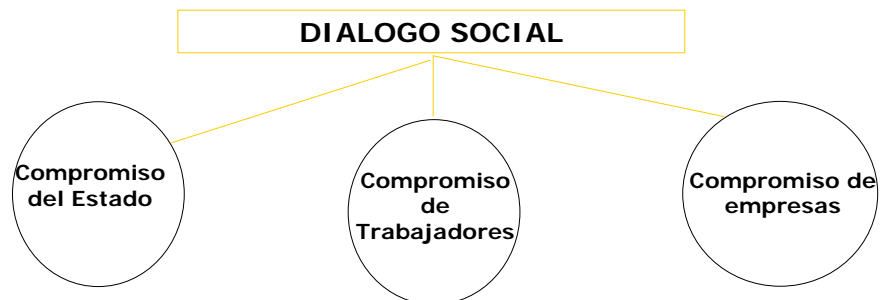 DIALOGO SOCIAL
Compromiso
del Estado
Compromiso
de
Trabajadores
Compromiso de
empresas